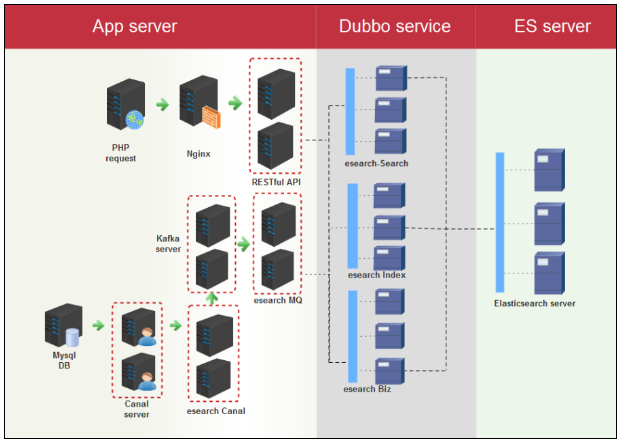 App server
Dubbo service
ES server
PHP
request
Nginx
RESTful API
esearch-Search
Kafka
server
esearch MQ
esearch Index
Elasticsearch server
Mysql
DB
Canal
server
esearch Canal
esearch Biz